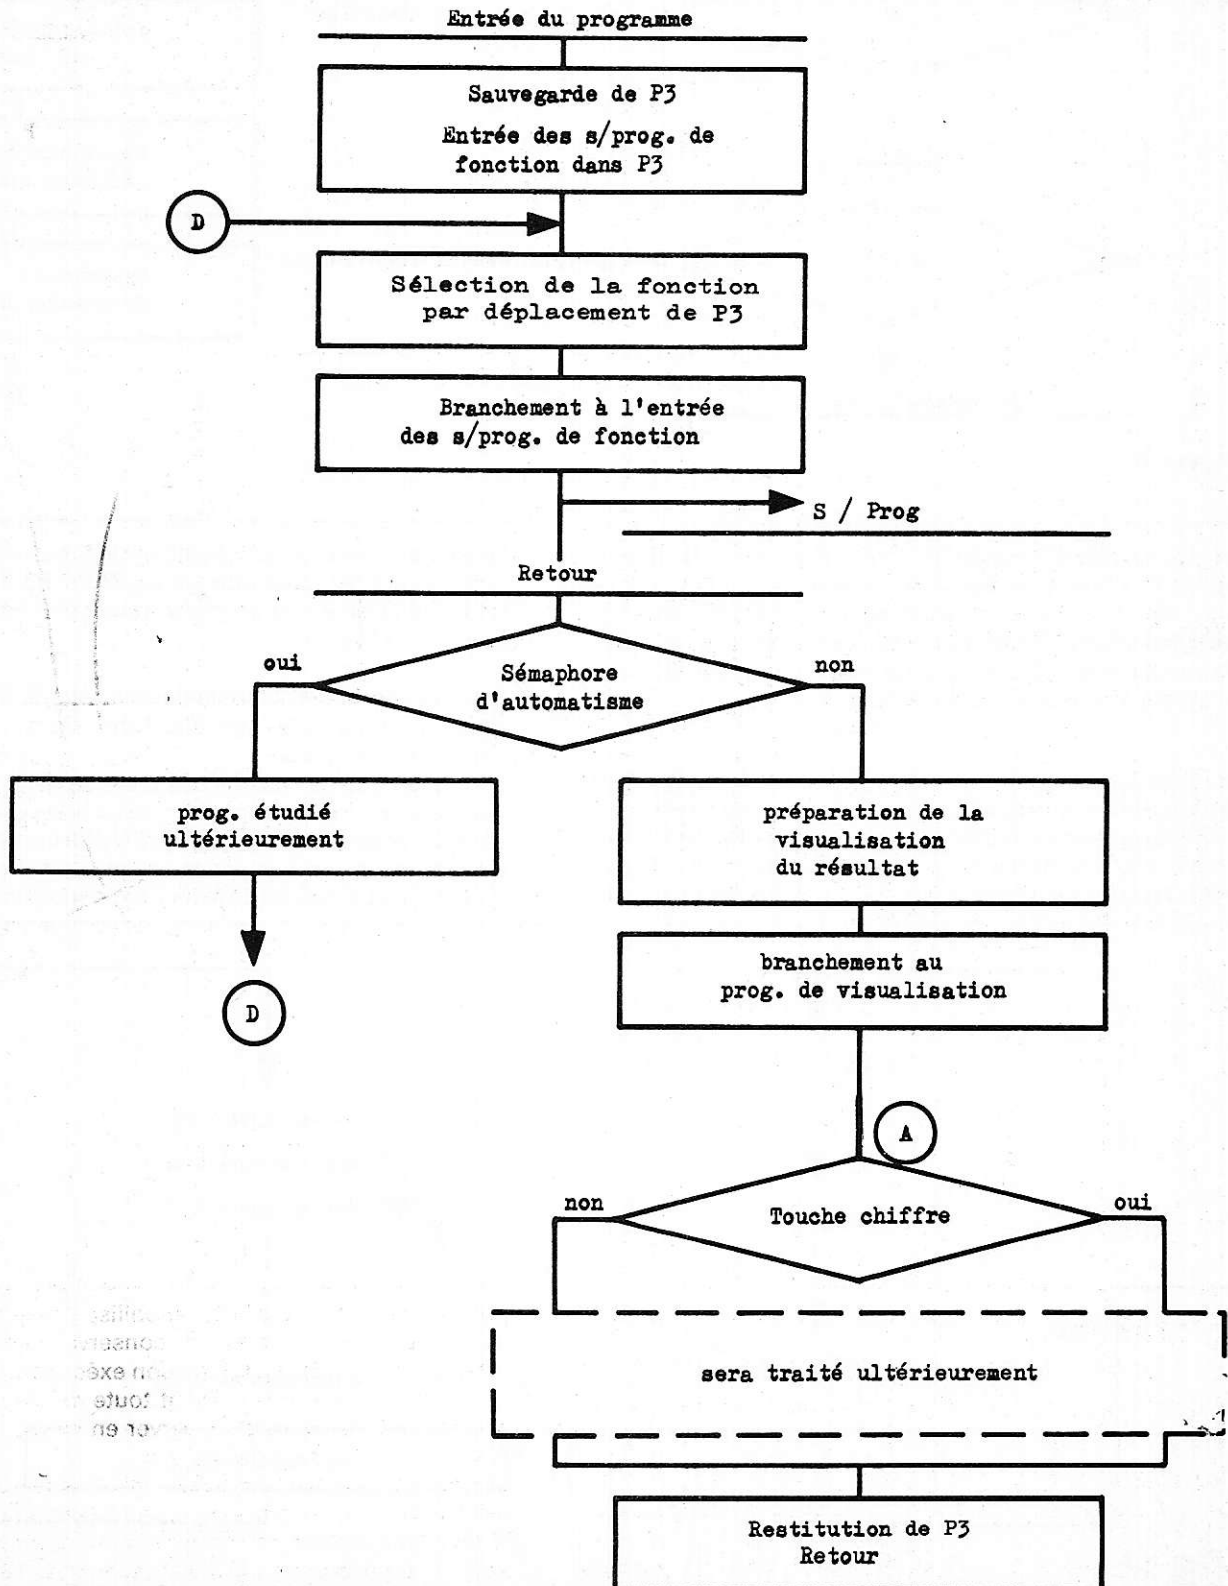 Entrée du programme
Sauvegarde de P3
Entrée des s/prog. de
fonction dans P3
D
Sélection de la fonction
par déplacement de P3
Branchement à l'entrée
des s/prog. de fonction
S / Prog
Retour
oui
Sémaphore
d'automatisme
non
prog. étudié
ultérieurement
D
préparation de la
visualisation
du résultat
branchement au
prog. de visualisation
A
non
Touche chiffre
oui
sera traité ultérieurement
Restitution de P3
Retour